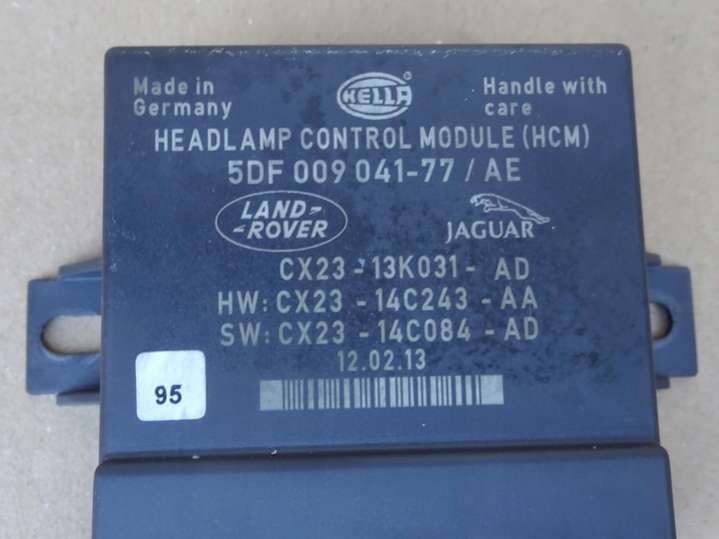 Made in
Germany
HELLA
®
Handle with
care
HEADLAMP CONTROL MODULE (HCM)
5DF 009 041-77 / AE
LAND-
-ROVER
JAGUAR
CX23 - 13K031 - AD
HW: CX23 - 14C243 - AA
SW: CX23 - 14C084 - AD
12.02.13
95